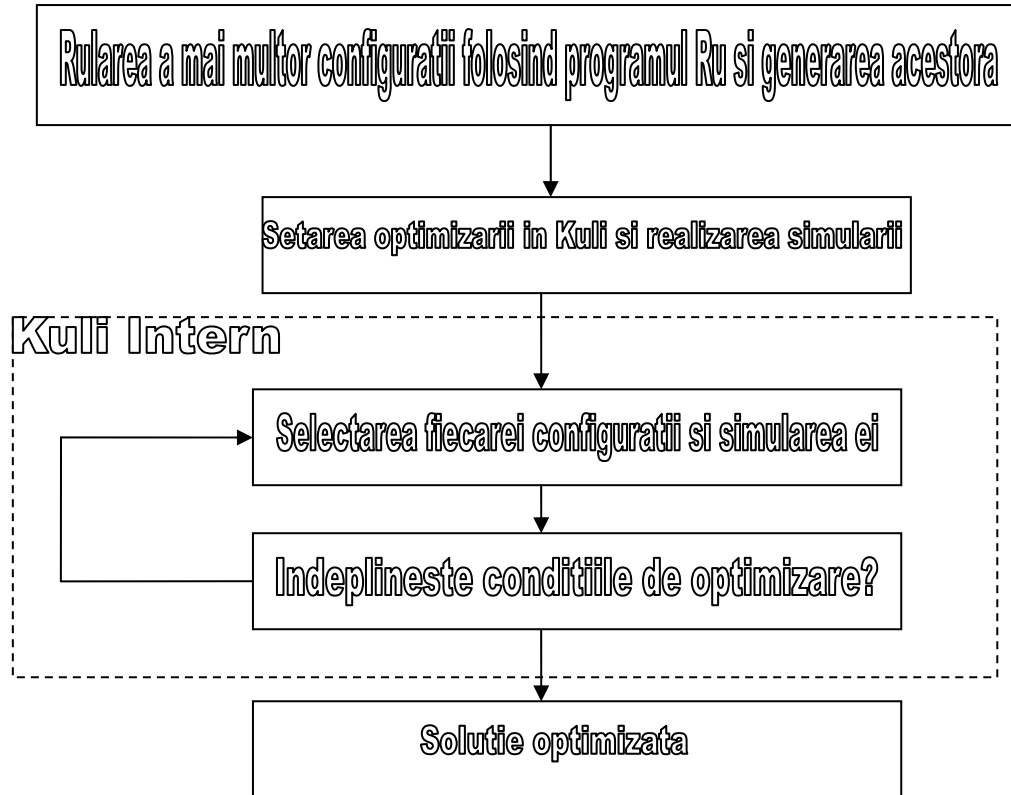 Rularea a mai multor configuratii folosind programul Ru si generarea acestora
Setarea optimizarii in Kuli si realizarea simularii
Kuli Intern
Selectarea fiecarei configuratii si simularea ei
Indeplineste conditiile de optimizare?
Solutie optimizata